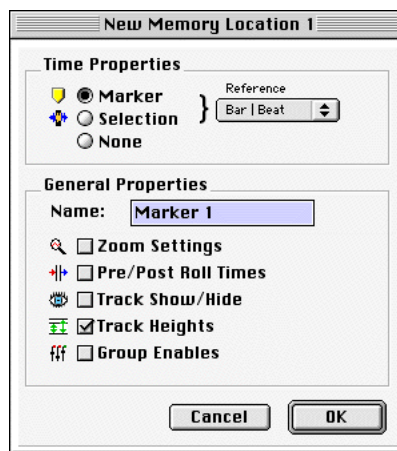 New Memory Location 1
Time Properties
Marker
Selection
None
Reference
Bar | Beat
General Properties
Name: Marker 1
Zoom Settings
Pre/Post Roll Times
Track Show/Hide
Track Heights
Group Enables
Cancel OK